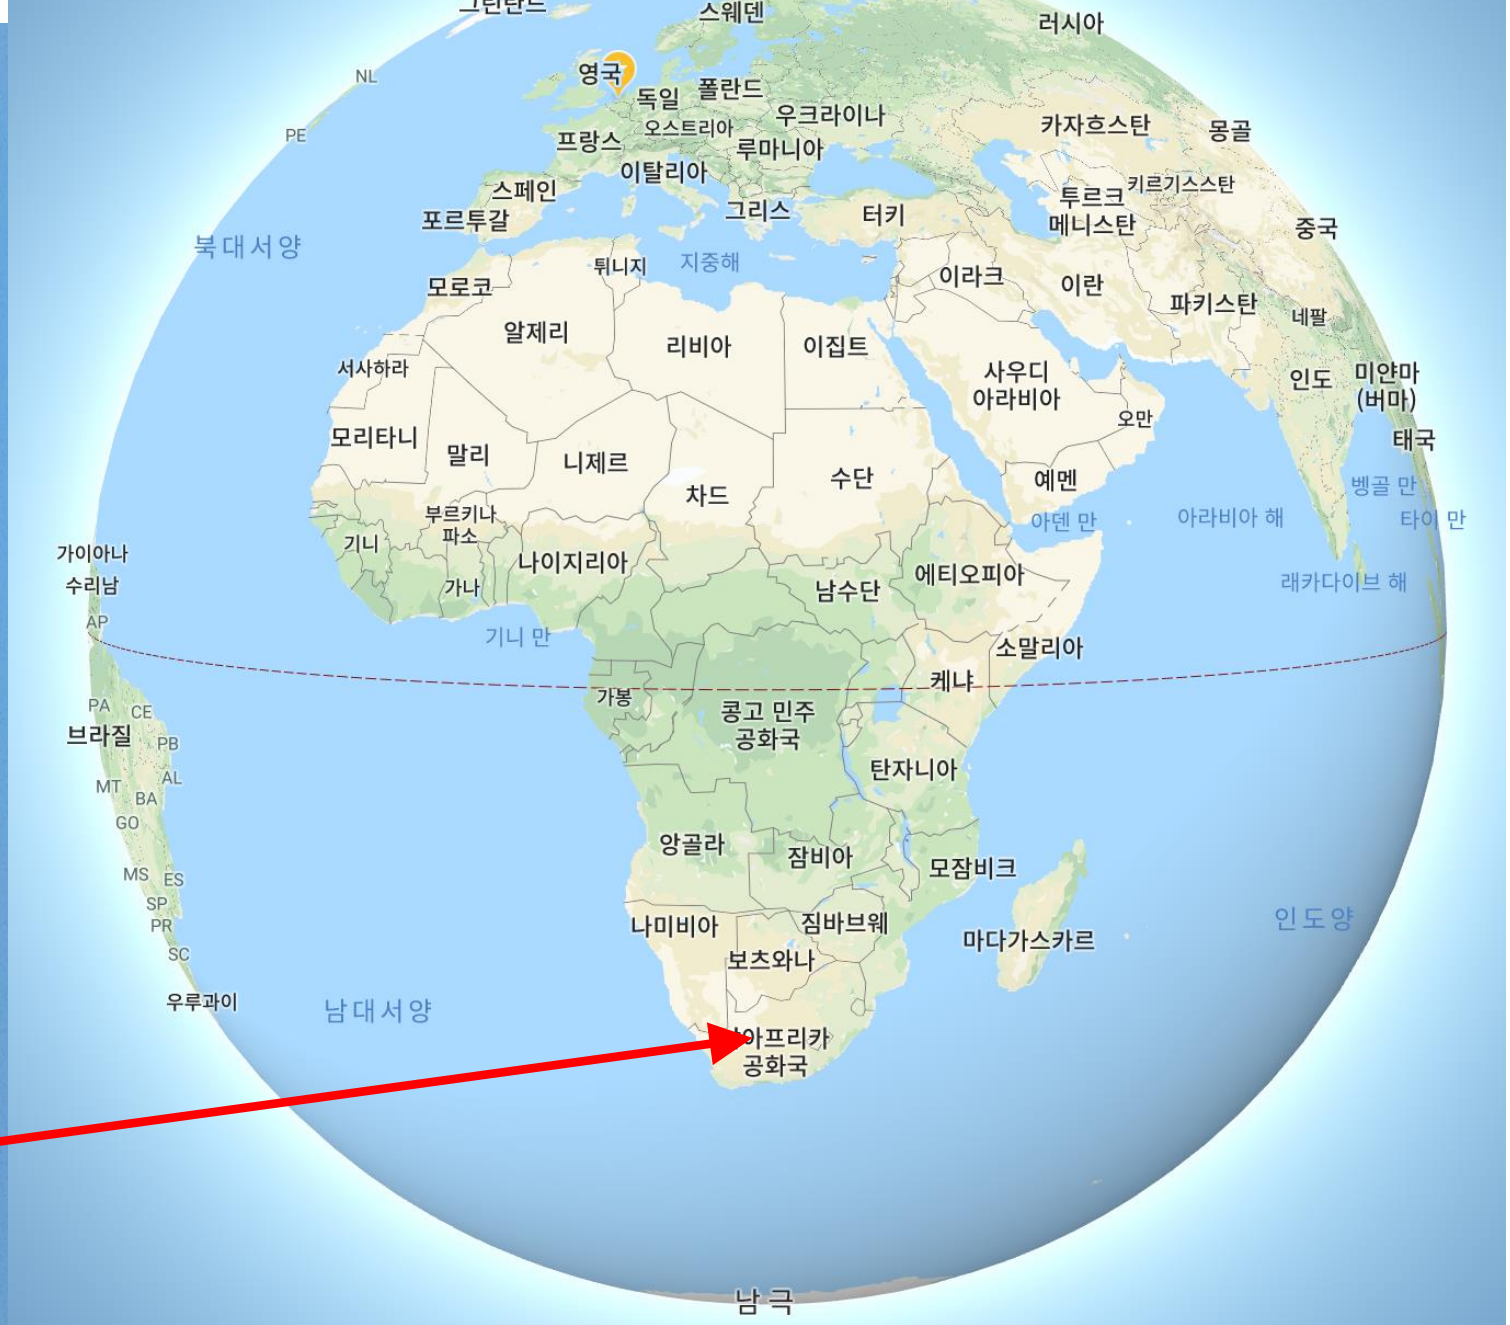 스웨덴
러시아
NL
영국
독일
폴란드
우크라이나
카자흐스탄
몽골
PE
프랑스
오스트리아
루마니아
이탈리아
키르기스스탄
스페인
투르크
메니스탄
포르투갈
그리스
터키
중국
북대서양
튀니지
지중해
모로코
이라크
이란
파키스탄
네팔
알제리
리비아
이집트
서사하라
사우디
아라비아
인도
미얀마
(버마)
오만
모리타니
말리
니제르
차드
수단
예멘
태국
벵골 만
부르키나
파소
아덴 만
아라비아 해
타이 만
기니
가이아나
나이지리아
에티오피아
수리남
가나
남수단
래카다이브 해
AP
기니 만
소말리아
가봉
케냐
PA
CE
콩고 민주
공화국
브라질
PB
탄자니아
MT
AL
BA
GO
앙골라
잠비아
모잠비크
MS
ES
SP
PR
나미비아
짐바브웨
인도양
마다가스카르
SC
보츠와나
우루과이
남대서양
아프리카
공화국
남극